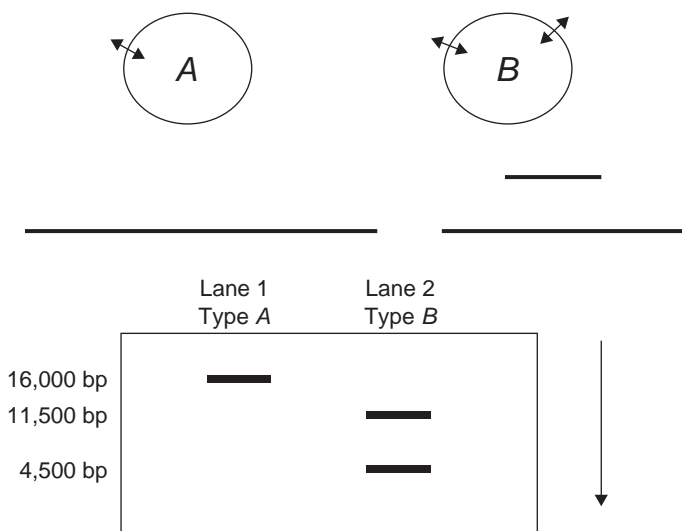 A
B
Lane 1
Type A
Lane 2
Type B
16,000 bp
11,500 bp
4,500 bp